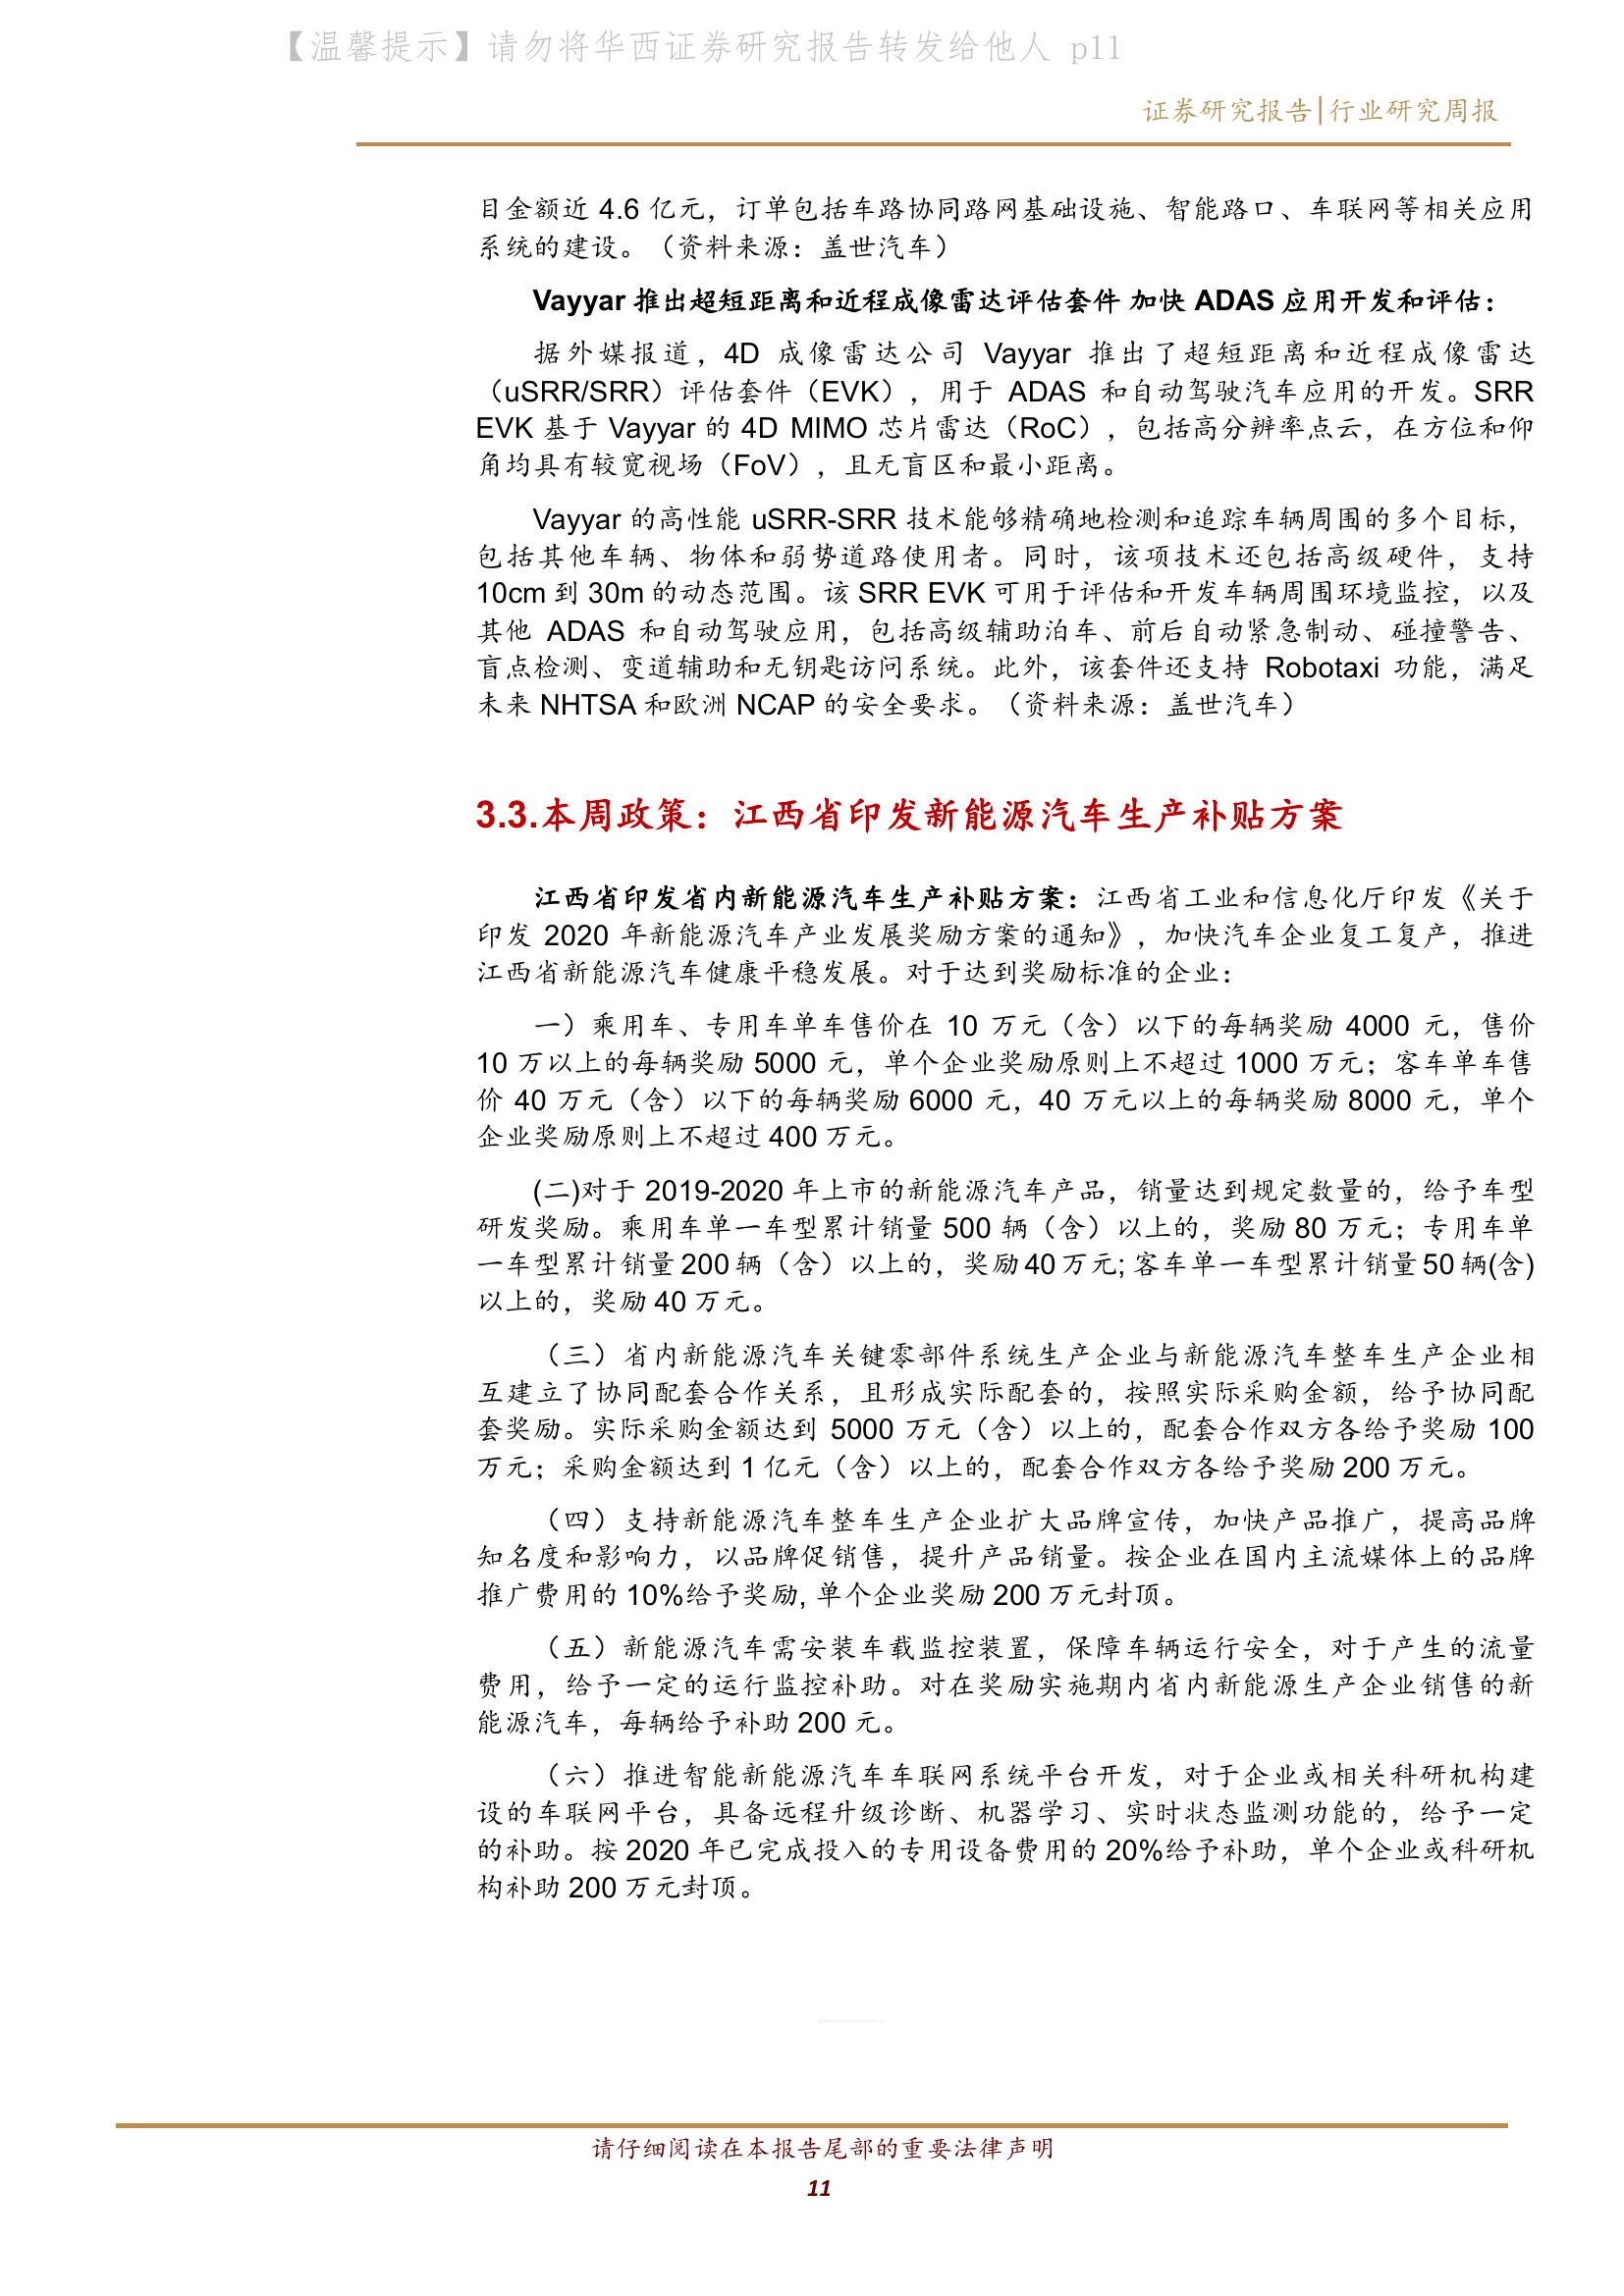 【温馨提示】请勿将华西证券研究报告转发给他人 p11
证券研究报告|行业研究周报
目金额近 4.6 亿元，订单包括车路协同路网基础设施、智能路口、车联网等相关应用
系统的建设。（资料来源：盖世汽车）
Vayyar 推出超短距离和近程成像雷达评估套件 加快 ADAS 应用开发和评估：
据外媒报道，4D 成像雷达公司 Vayyar 推出了超短距离和近程成像雷达
（uSRR/SRR）评估套件（EVK），用于 ADAS 和自动驾驶汽车应用的开发。SRR
EVK 基于 Vayyar 的 4D MIMO 芯片雷达（RoC），包括高分辨率点云，在方位和仰
角均具有较宽视场（FoV），且无盲区和最小距离。
Vayyar 的高性能 uSRR-SRR 技术能够精确地检测和追踪车辆周围的多个目标，
包括其他车辆、物体和弱势道路使用者。同时，该项技术还包括高级硬件，支持
10cm 到 30m 的动态范围。该 SRR EVK 可用于评估和开发车辆周围环境监控，以及
其他 ADAS 和自动驾驶应用，包括高级辅助泊车、前后自动紧急制动、碰撞警告、
盲点检测、变道辅助和无钥匙访问系统。此外，该套件还支持 Robotaxi 功能，满足
未来 NHTSA 和欧洲 NCAP 的安全要求。（资料来源：盖世汽车）
3.3.本周政策：江西省印发新能源汽车生产补贴方案
江西省印发省内新能源汽车生产补贴方案：江西省工业和信息化厅印发《关于
印发 2020 年新能源汽车产业发展奖励方案的通知》，加快汽车企业复工复产，推进
江西省新能源汽车健康平稳发展。对于达到奖励标准的企业：
一）乘用车、专用车单车售价在 10 万元（含）以下的每辆奖励 4000 元，售价
10 万以上的每辆奖励 5000 元，单个企业奖励原则上不超过 1000 万元；客车单车售
价 40 万元（含）以下的每辆奖励 6000 元，40 万元以上的每辆奖励 8000 元，单个
企业奖励原则上不超过 400 万元。
(二)对于 2019-2020 年上市的新能源汽车产品，销量达到规定数量的，给予车型
研发奖励。乘用车单一车型累计销量 500 辆（含）以上的，奖励 80 万元；专用车单
一车型累计销量 200 辆（含）以上的，奖励 40 万元; 客车单一车型累计销量 50 辆(含)
以上的，奖励 40 万元。
（三）省内新能源汽车关键零部件系统生产企业与新能源汽车整车生产企业相
互建立了协同配套合作关系，且形成实际配套的，按照实际采购金额，给予协同配
套奖励。实际采购金额达到 5000 万元（含）以上的，配套合作双方各给予奖励 100
万元；采购金额达到 1 亿元（含）以上的，配套合作双方各给予奖励 200 万元。
（四）支持新能源汽车整车生产企业扩大品牌宣传，加快产品推广，提高品牌
知名度和影响力，以品牌促销售，提升产品销量。按企业在国内主流媒体上的品牌
推广费用的 10%给予奖励, 单个企业奖励 200 万元封顶。
（五）新能源汽车需安装车载监控装置，保障车辆运行安全，对于产生的流量
费用，给予一定的运行监控补助。对在奖励实施期内省内新能源生产企业销售的新
能源汽车，每辆给予补助 200 元。
（六）推进智能新能源汽车车联网系统平台开发，对于企业或相关科研机构建
设的车联网平台，具备远程升级诊断、机器学习、实时状态监测功能的，给予一定
的补助。按 2020 年已完成投入的专用设备费用的 20%给予补助，单个企业或科研机
构补助 200 万元封顶。
请仔细阅读在本报告尾部的重要法律声明
11